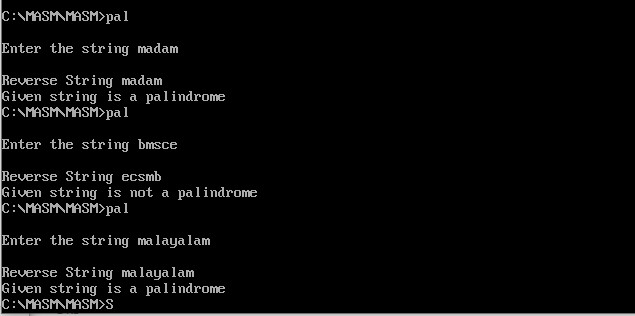 C:\MASM\MASM>pal
Enter the string madam
Reverse String madam
Given string is a palindrome
C:\MASM\MASM>pal
Enter the string bmsce
Reverse String ecsmb
Given string is not a palindrome
C:\MASM\MASM>pal
Enter the string malayalam
Reverse String malayalam
Given string is a palindrome
C:\MASM\MASM>S